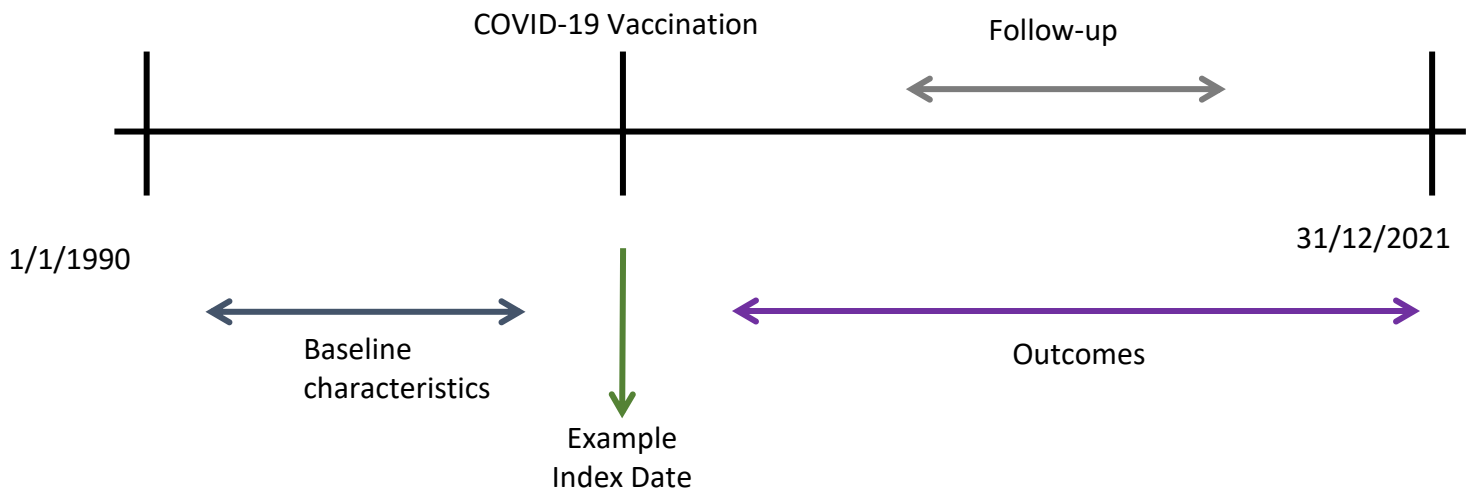 COVID-19 Vaccination
Follow-up
1/1/1990
31/12/2021
Baseline
characteristics
Outcomes
Example
Index Date